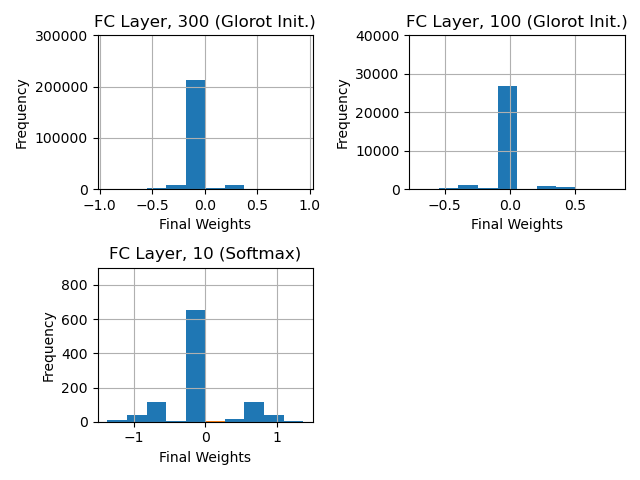 FC Layer, 300 (Glorot Init.)
300000
200000
100000
0
Frequency
−1.0 −0.5 0.0 0.5 1.0
Final Weights
FC Layer, 100 (Glorot Init.)
40000
30000
20000
10000
0
Frequency
−0.5 0.0 0.5
Final Weights
FC Layer, 10 (Softmax)
800
600
400
200
0
Frequency
−1 0 1
Final Weights